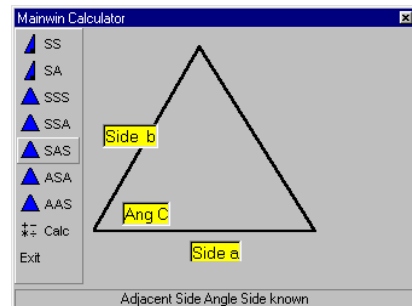 Mainwin Calculator
SS
SA
SSS
SSA
SAS
ASA
AAS
Calc
Exit
Side b
Ang C
Side a
Adjacent Side Angle Side known